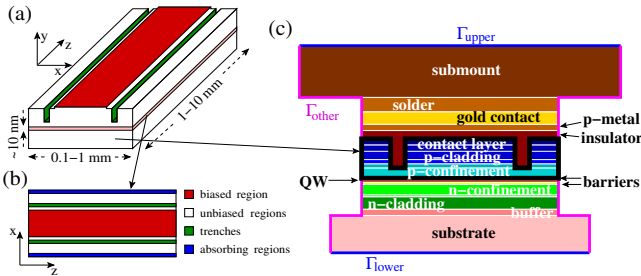 (a)
y
z
x
~10 nm
0.1–1 mm
1–10 mm
(b)
x
z
biased region
unbiased regions
trenches
absorbing regions
(c)
Γupper
submount
Γother
solder
gold contact
p-metal
insulator
contact layer
p-cladding
p-confinement
QW
barriers
n-confinement
n-cladding
buffer
substrate
Γlower